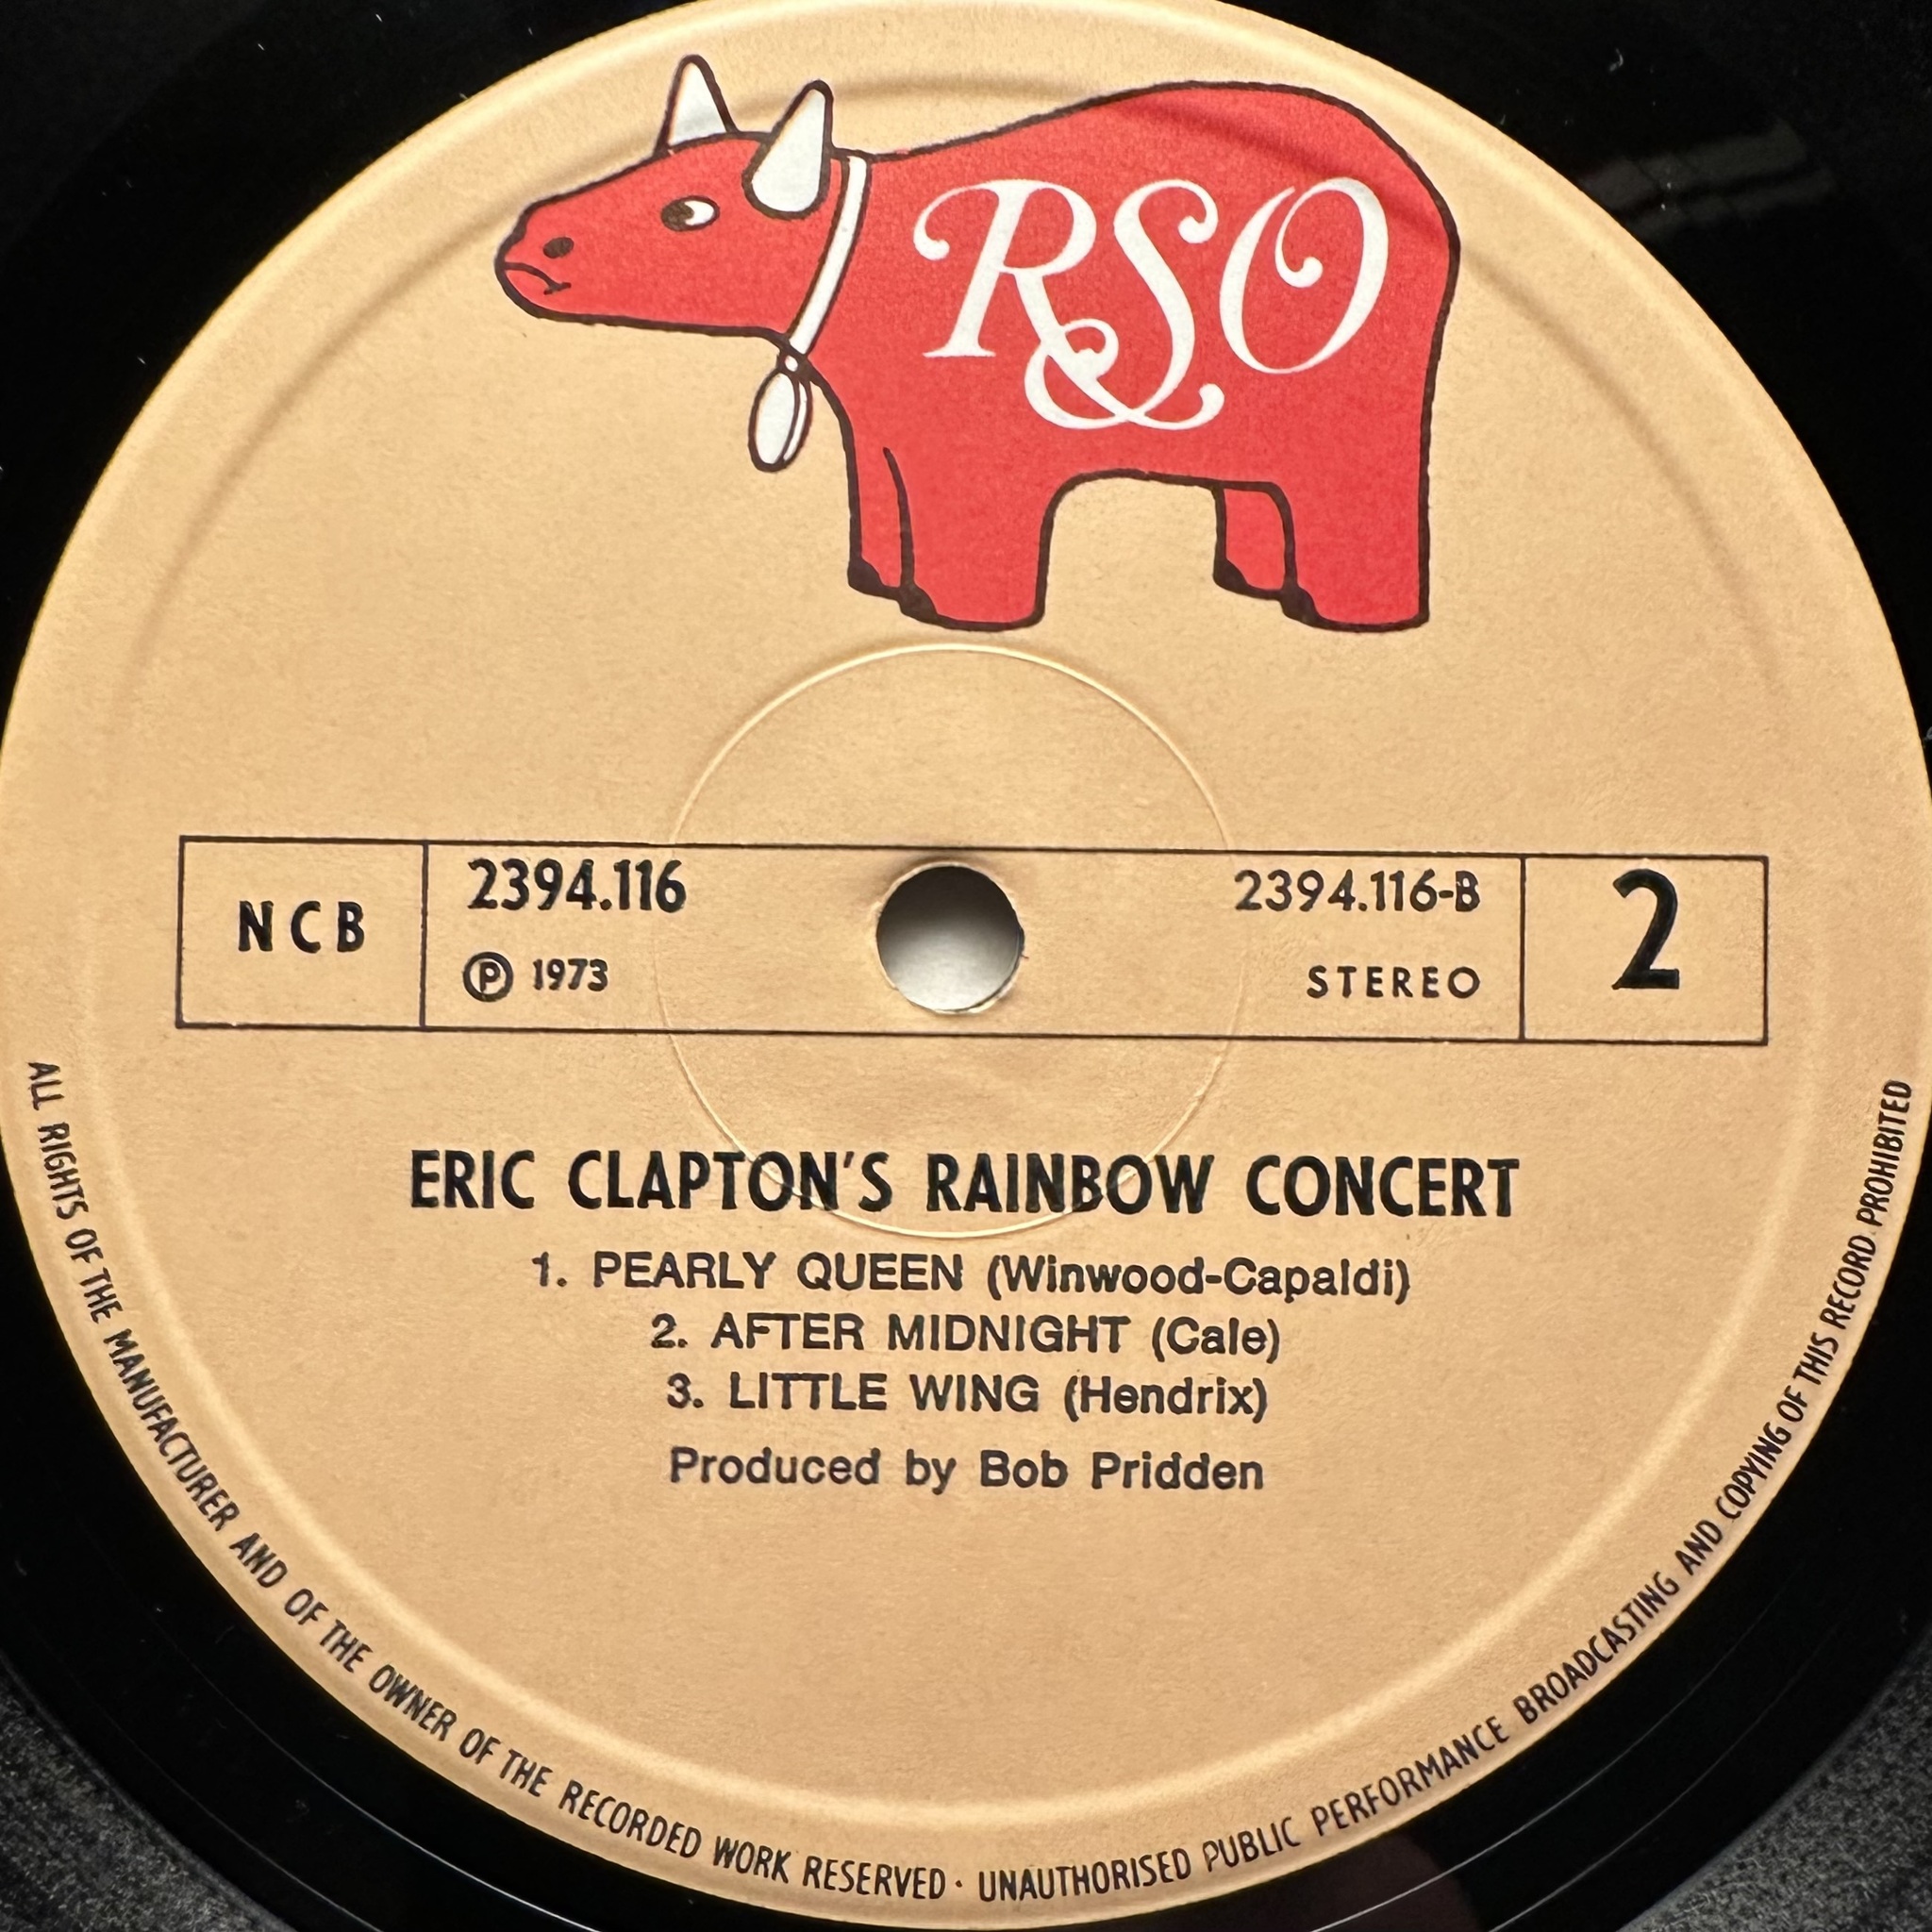 RSO
NCB
2394.116
℗ 1973
2394.116-B
STEREO
2
ERIC CLAPTON'S RAINBOW CONCERT
1. PEARLY QUEEN (Winwood-Capaldi)
2. AFTER MIDNIGHT (Cale)
3. LITTLE WING (Hendrix)
Produced by Bob Pridden
ALL RIGHTS OF THE MANUFACTURER AND OF THE OWNER OF THE RECORDED WORK RESERVED · UNAUTHORISED PUBLIC PERFORMANCE BROADCASTING AND COPYING OF THIS RECORD PROHIBITED